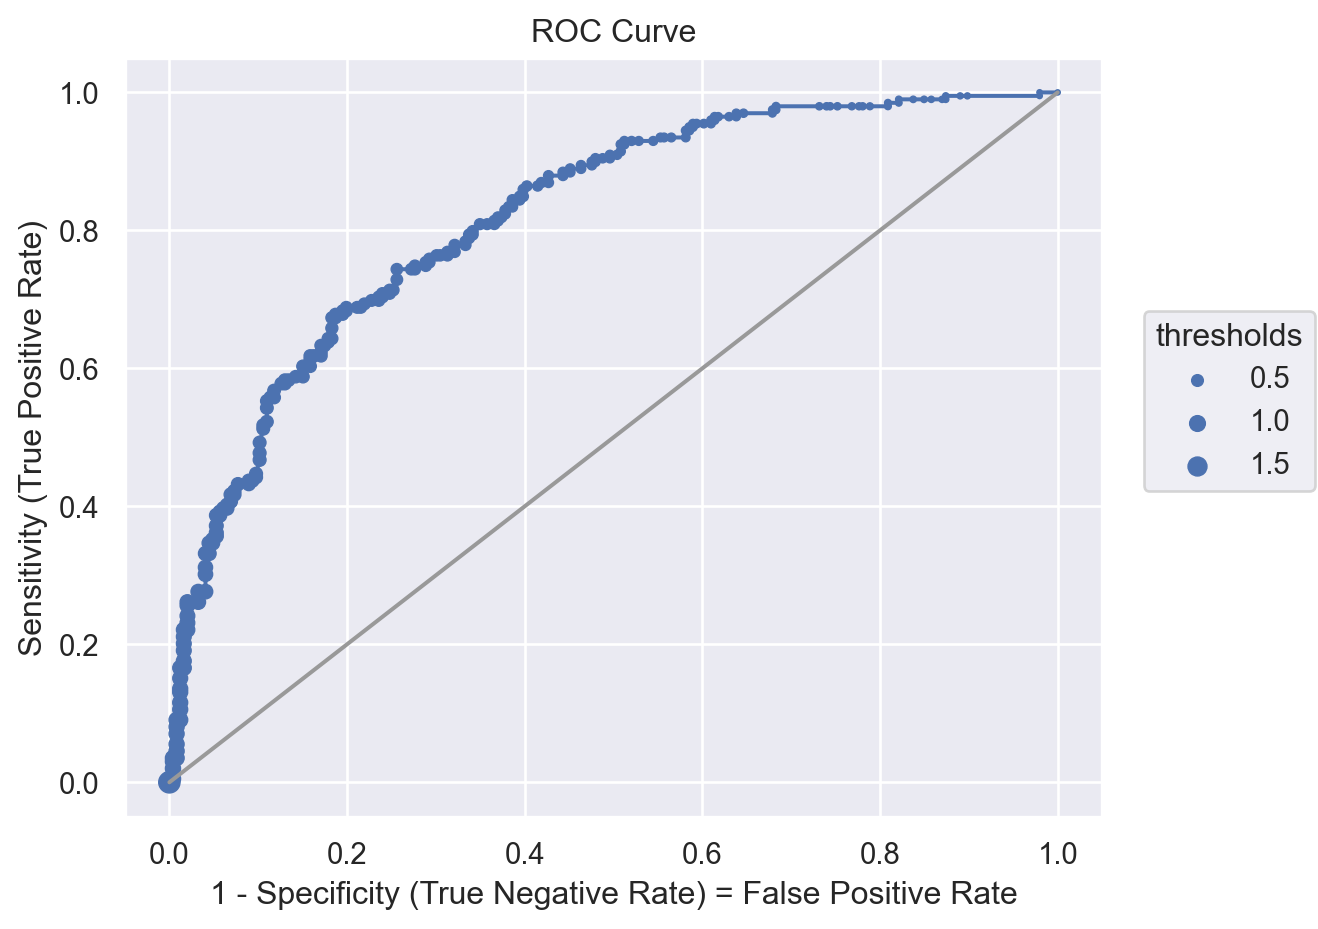 ROC Curve
1.0
0.8
0.6
0.4
0.2
0.0
Sensitivity (True Positive Rate)
0.0 0.2 0.4 0.6 0.8 1.0
1 - Specificity (True Negative Rate) = False Positive Rate
thresholds
0.5
1.0
1.5